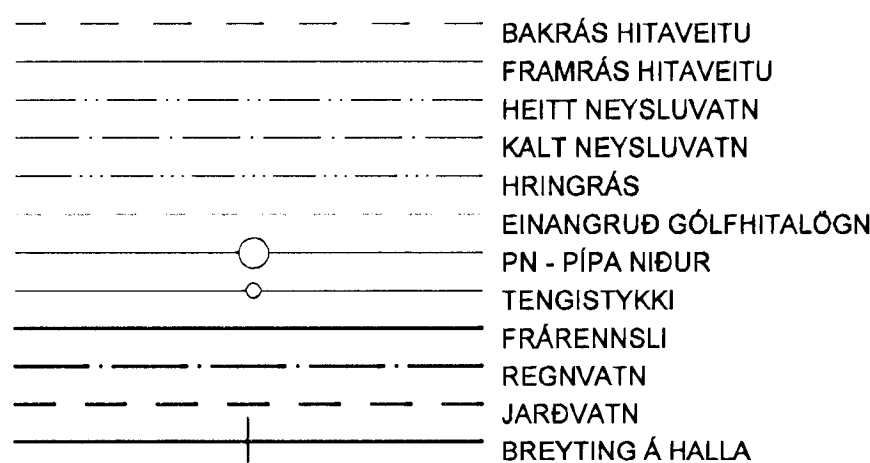 BAKRÁS HITAVEITU
FRAMRÁS HITAVEITU
HEITT NEYSLUVATN
KALT NEYSLUVATN
HRINGRÁS
EINANGRUÐ GÓLFHITALÖGN
PN - PÍPA NIÐUR
TENGISTYKKI
FRÁRENNSLI
REGNVATN
JARÐVATN
BREYTING Á HALLA